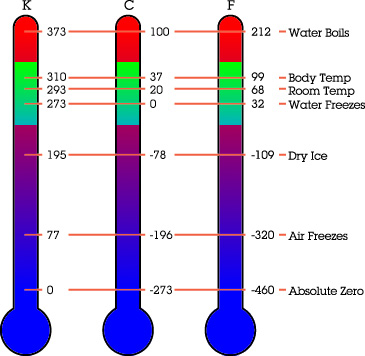 K C F
373 100 212 Water Boils
310 37 99 Body Temp
293 20 68 Room Temp
273 0 32 Water Freezes
195 -78 -109 Dry Ice
77 -196 -320 Air Freezes
0 -273 -460 Absolute Zero